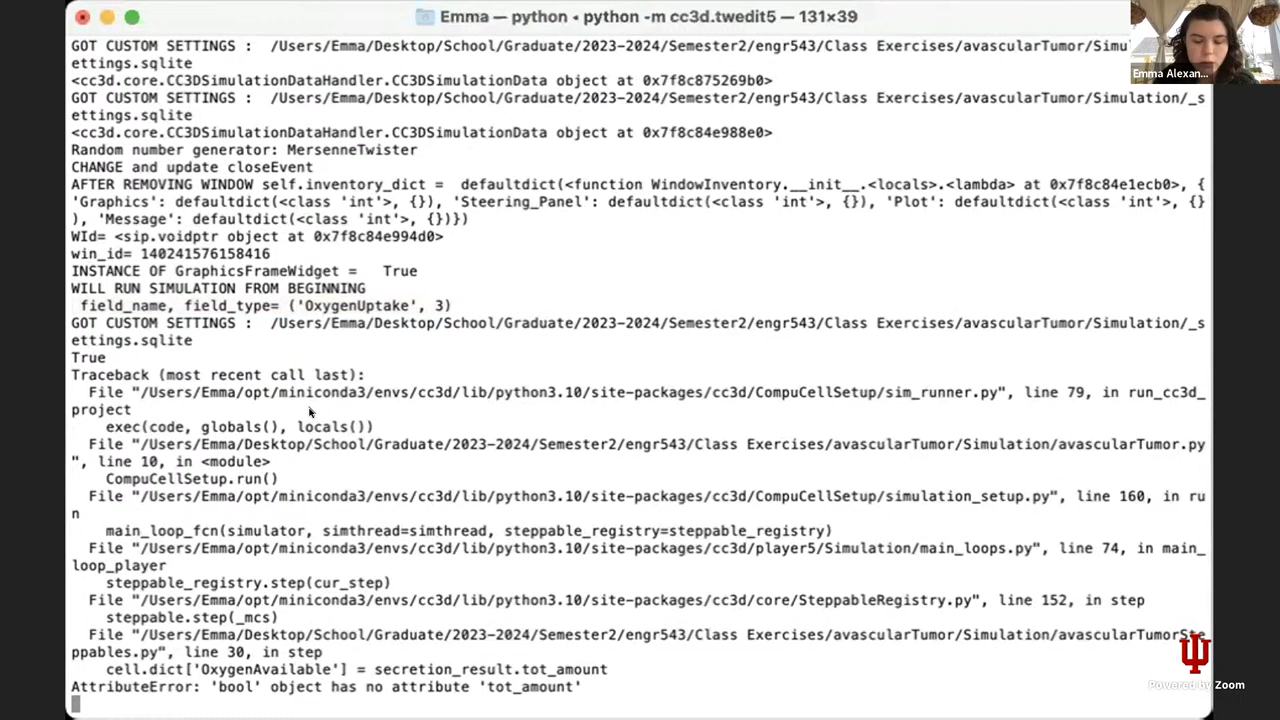 Emma — python • python -m cc3d.twedit5 — 131×39
GOT CUSTOM SETTINGS :  /Users/Emma/Desktop/School/Graduate/2023-2024/Semester2/engr543/Class Exercises/avascularTumor/Simu
ettings.sqlite
<cc3d.core.CC3DSimulationDataHandler.CC3DSimulationData object at 0x7f8c875269b0>
GOT CUSTOM SETTINGS :  /Users/Emma/Desktop/School/Graduate/2023-2024/Semester2/engr543/Class Exercises/avascularTumor/Simulation/_s
ettings.sqlite
<cc3d.core.CC3DSimulationDataHandler.CC3DSimulationData object at 0x7f8c84e988e0>
Random number generator: MersenneTwister
CHANGE and update closeEvent
AFTER REMOVING WINDOW self.inventory_dict =  defaultdict(<function WindowInventory.__init__.<locals>.<lambda> at 0x7f8c84e1ecb0>, {
'Graphics': defaultdict(<class 'int'>, {}), 'Steering_Panel': defaultdict(<class 'int'>, {}), 'Plot': defaultdict(<class 'int'>, {}
), 'Message': defaultdict(<class 'int'>, {})})
WId= <sip.voidptr object at 0x7f8c84e994d0>
win_id= 140241576158416
INSTANCE OF GraphicsFrameWidget =   True
WILL RUN SIMULATION FROM BEGINNING
 field_name, field_type= ('OxygenUptake', 3)
GOT CUSTOM SETTINGS :  /Users/Emma/Desktop/School/Graduate/2023-2024/Semester2/engr543/Class Exercises/avascularTumor/Simulation/_s
ettings.sqlite
True
Traceback (most recent call last):
  File "/Users/Emma/opt/miniconda3/envs/cc3d/lib/python3.10/site-packages/cc3d/CompuCellSetup/sim_runner.py", line 79, in run_cc3d_
project
    exec(code, globals(), locals())
  File "/Users/Emma/Desktop/School/Graduate/2023-2024/Semester2/engr543/Class Exercises/avascularTumor/Simulation/avascularTumor.py
", line 10, in <module>
    CompuCellSetup.run()
  File "/Users/Emma/opt/miniconda3/envs/cc3d/lib/python3.10/site-packages/cc3d/CompuCellSetup/simulation_setup.py", line 160, in ru
n
    main_loop_fcn(simulator, simthread=simthread, steppable_registry=steppable_registry)
  File "/Users/Emma/opt/miniconda3/envs/cc3d/lib/python3.10/site-packages/cc3d/player5/Simulation/main_loops.py", line 74, in main_
loop_player
    steppable_registry.step(cur_step)
  File "/Users/Emma/opt/miniconda3/envs/cc3d/lib/python3.10/site-packages/cc3d/core/SteppableRegistry.py", line 152, in step
    steppable.step(_mcs)
  File "/Users/Emma/Desktop/School/Graduate/2023-2024/Semester2/engr543/Class Exercises/avascularTumor/Simulation/avascularTumorSte
ppables.py", line 30, in step
    cell.dict['OxygenAvailable'] = secretion_result.tot_amount
AttributeError: 'bool' object has no attribute 'tot_amount'
Emma Alexan...
Powered by Zoom